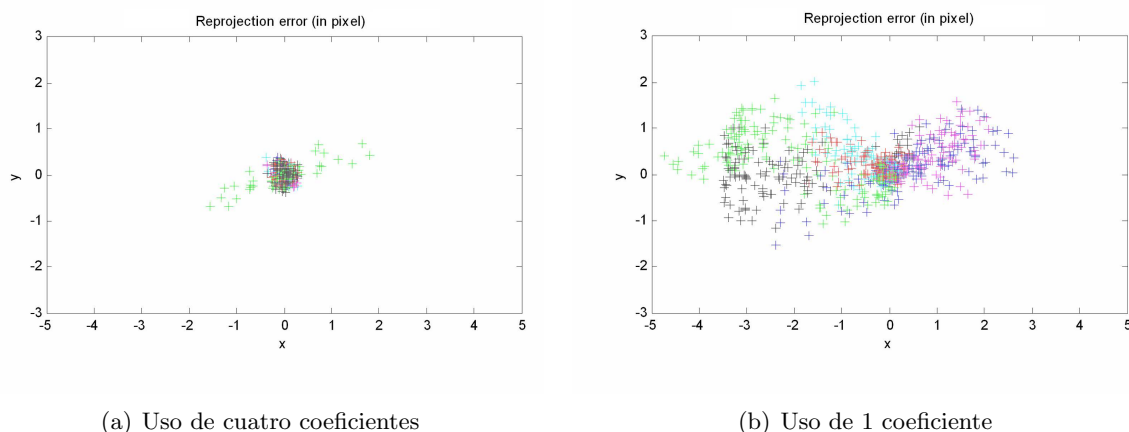 Reprojection error (in pixel)
3
2
1
0
-1
-2
-3
y
-5 -4 -3 -2 -1 0 1 2 3 4 5
x
(a) Uso de cuatro coeficientes
Reprojection error (in pixel)
3
2
1
0
-1
-2
-3
y
-5 -4 -3 -2 -1 0 1 2 3 4 5
x
(b) Uso de 1 coeficiente